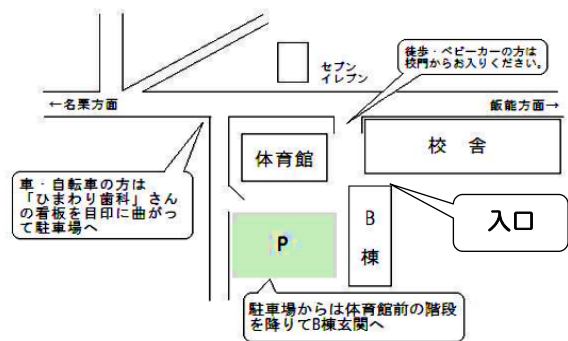 セブン
イレブン
徒歩・ベビーカーの方は
校門からお入りください。
←名栗方面
飯能方面→
体育館
校 舎
車・自転車の方は
「ひまわり歯科」さん
の看板を目印に曲がっ
て駐車場へ
B
棟
入口
P
駐車場からは体育館前の階段
を降りてB棟玄関へ